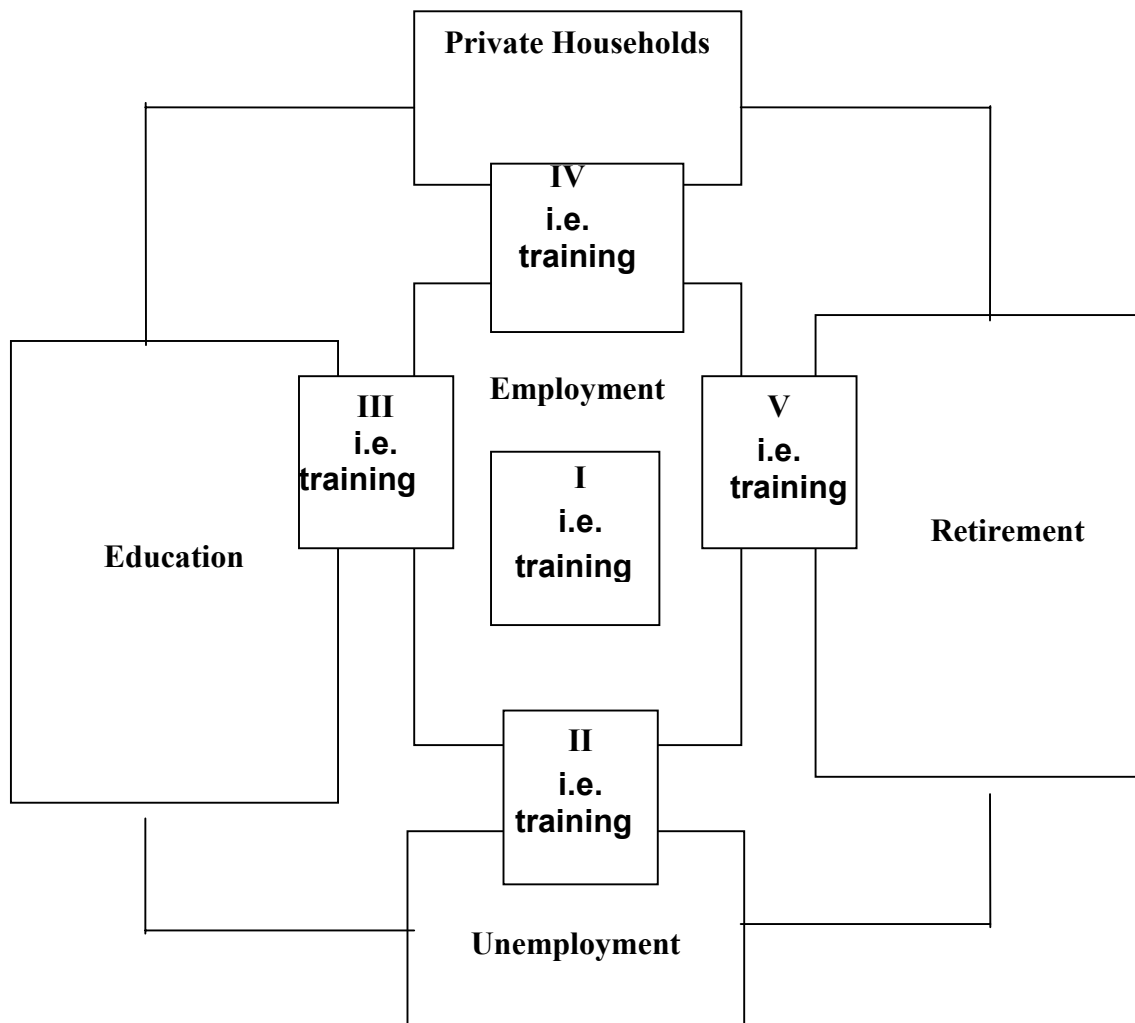 Private Households
IV
i.e.
training
Employment
III
i.e.
training
V
i.e.
training
I
i.e.
training
Education
Retirement
II
i.e.
training
Unemployment